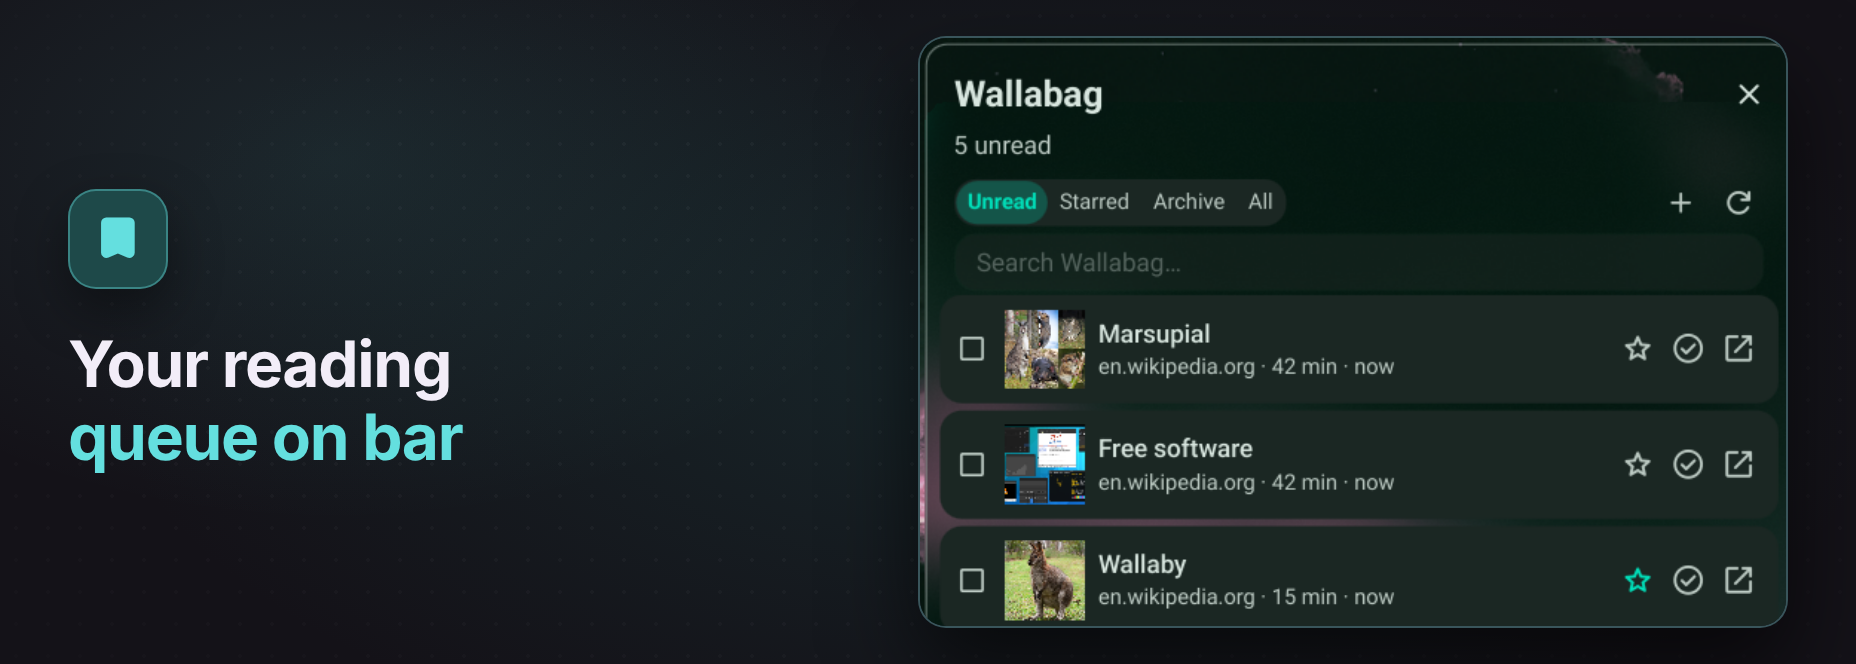 Your reading
queue on bar
Wallabag
5 unread
Unread Starred Archive All
Search Wallabag...
Marsupial
en.wikipedia.org · 42 min · now
Free software
en.wikipedia.org · 42 min · now
Wallaby
en.wikipedia.org · 15 min · now